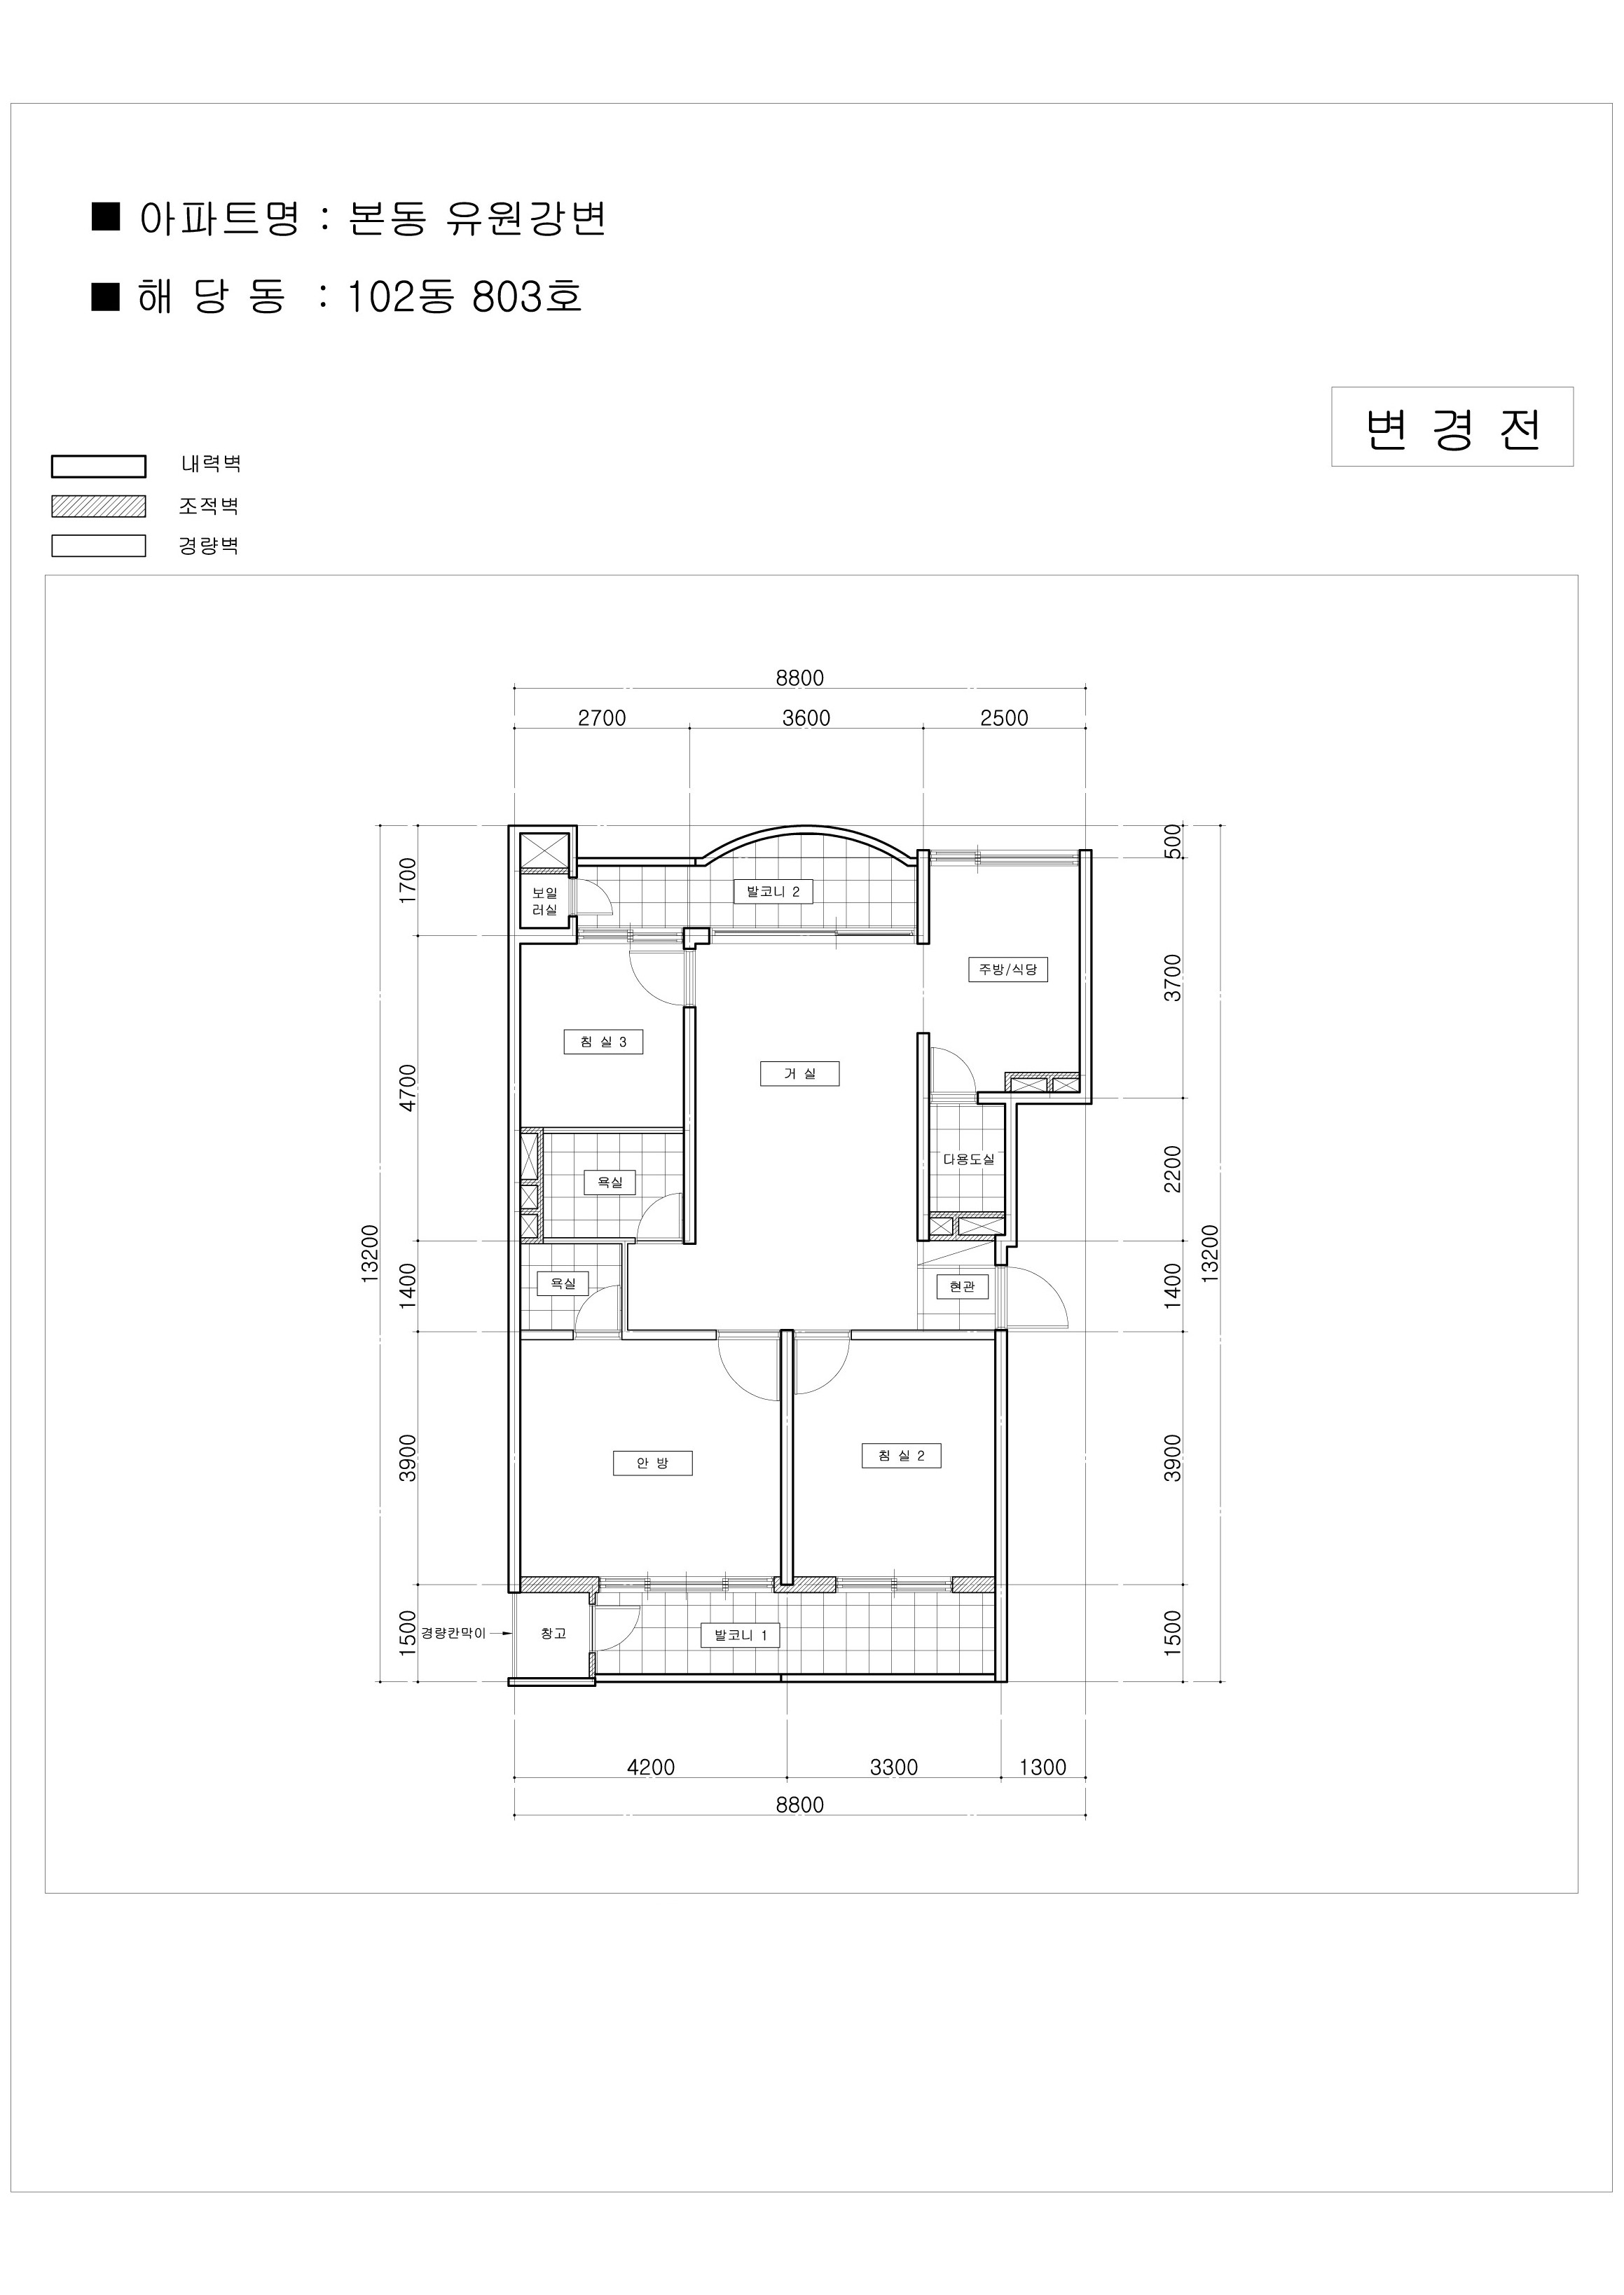 ■ 아파트명 : 본동 유원강변
■ 해 당 동 : 102동 803호
변 경 전
내력벽
조적벽
경량벽
8800
2700 3600 2500
500
1700
발코니 2
보일
러실
주방/식당
3700
침 실 3
거 실
4700
다용도실
2200
욕실
13200
13200
욕실
현관
1400
1400
안 방
침 실 2
3900
3900
경량칸막이
창고
발코니 1
1500
1500
4200 3300 1300
8800